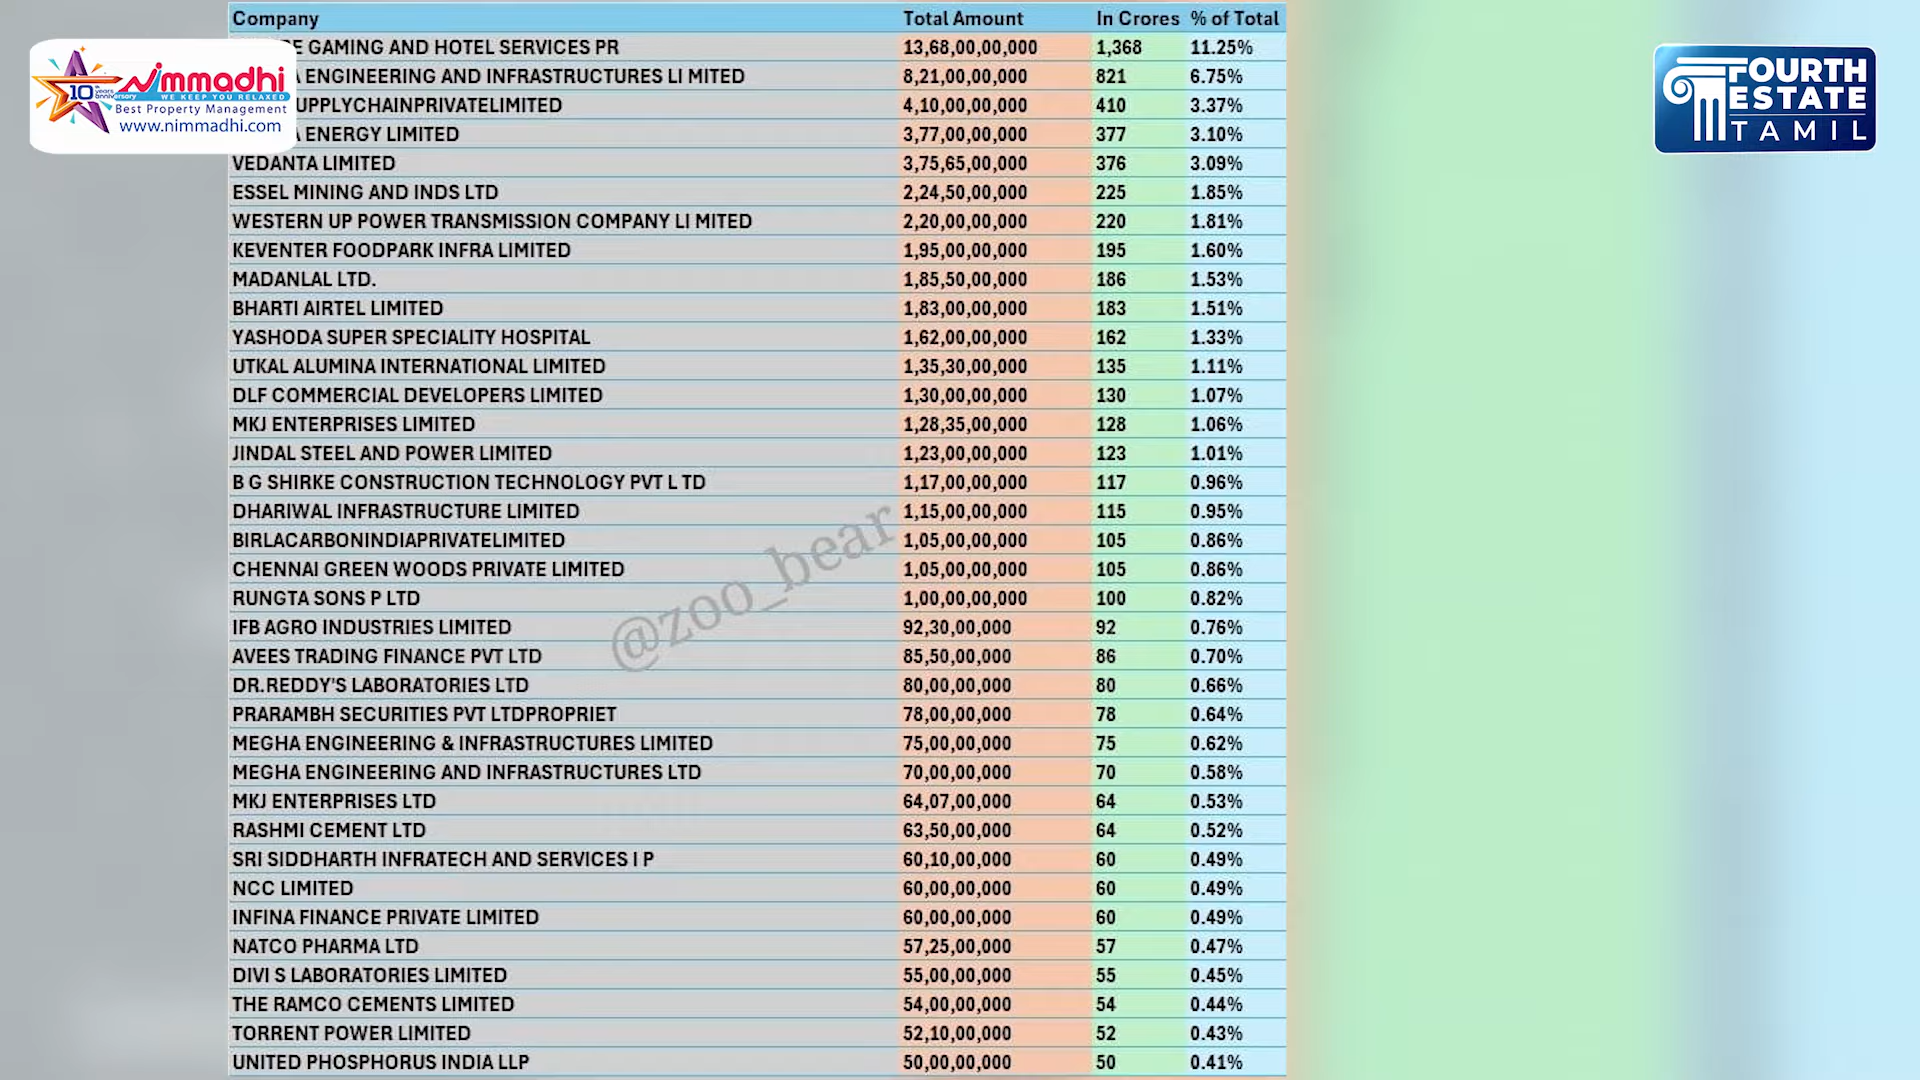 Company Total Amount In Crores % of Total
E GAMING AND HOTEL SERVICES PR 13,68,00,00,000 1,368 11.25%
A ENGINEERING AND INFRASTRUCTURES LI MITED 8,21,00,00,000 821 6.75%
UPPLYCHAINPRIVATELIMITED 4,10,00,00,000 410 3.37%
A ENERGY LIMITED 3,77,00,00,000 377 3.10%
VEDANTA LIMITED 3,75,65,00,000 376 3.09%
ESSEL MINING AND INDS LTD 2,24,50,00,000 225 1.85%
WESTERN UP POWER TRANSMISSION COMPANY LI MITED 2,20,00,00,000 220 1.81%
KEVENTER FOODPARK INFRA LIMITED 1,95,00,00,000 195 1.60%
MADANLAL LTD. 1,85,50,00,000 186 1.53%
BHARTI AIRTEL LIMITED 1,83,00,00,000 183 1.51%
YASHODA SUPER SPECIALITY HOSPITAL 1,62,00,00,000 162 1.33%
UTKAL ALUMINA INTERNATIONAL LIMITED 1,35,30,00,000 135 1.11%
DLF COMMERCIAL DEVELOPERS LIMITED 1,30,00,00,000 130 1.07%
MKJ ENTERPRISES LIMITED 1,28,35,00,000 128 1.06%
JINDAL STEEL AND POWER LIMITED 1,23,00,00,000 123 1.01%
B G SHIRKE CONSTRUCTION TECHNOLOGY PVT L TD 1,17,00,00,000 117 0.96%
DHARIWAL INFRASTRUCTURE LIMITED 1,15,00,00,000 115 0.95%
BIRLACARBONINDIAPRIVATELIMITED 1,05,00,00,000 105 0.86%
CHENNAI GREEN WOODS PRIVATE LIMITED 1,05,00,00,000 105 0.86%
RUNGTA SONS P LTD 1,00,00,00,000 100 0.82%
IFB AGRO INDUSTRIES LIMITED 92,30,00,000 92 0.76%
AVEES TRADING FINANCE PVT LTD 85,50,00,000 86 0.70%
DR.REDDY'S LABORATORIES LTD 80,00,00,000 80 0.66%
PRARAMBH SECURITIES PVT LTDPROPRIET 78,00,00,000 78 0.64%
MEGHA ENGINEERING & INFRASTRUCTURES LIMITED 75,00,00,000 75 0.62%
MEGHA ENGINEERING AND INFRASTRUCTURES LTD 70,00,00,000 70 0.58%
MKJ ENTERPRISES LTD 64,07,00,000 64 0.53%
RASHMI CEMENT LTD 63,50,00,000 64 0.52%
SRI SIDDHARTH INFRATECH AND SERVICES I P 60,10,00,000 60 0.49%
NCC LIMITED 60,00,00,000 60 0.49%
INFINA FINANCE PRIVATE LIMITED 60,00,00,000 60 0.49%
NATCO PHARMA LTD 57,25,00,000 57 0.47%
DIVI S LABORATORIES LIMITED 55,00,00,000 55 0.45%
THE RAMCO CEMENTS LIMITED 54,00,00,000 54 0.44%
TORRENT POWER LIMITED 52,10,00,000 52 0.43%
UNITED PHOSPHORUS INDIA LLP 50,00,00,000 50 0.41%
@zoo_bear
10th years anniversary
Nimmadhi
WE KEEP YOU RELAXED
Best Property Management
www.nimmadhi.com
FOURTH
ESTATE
TAMIL